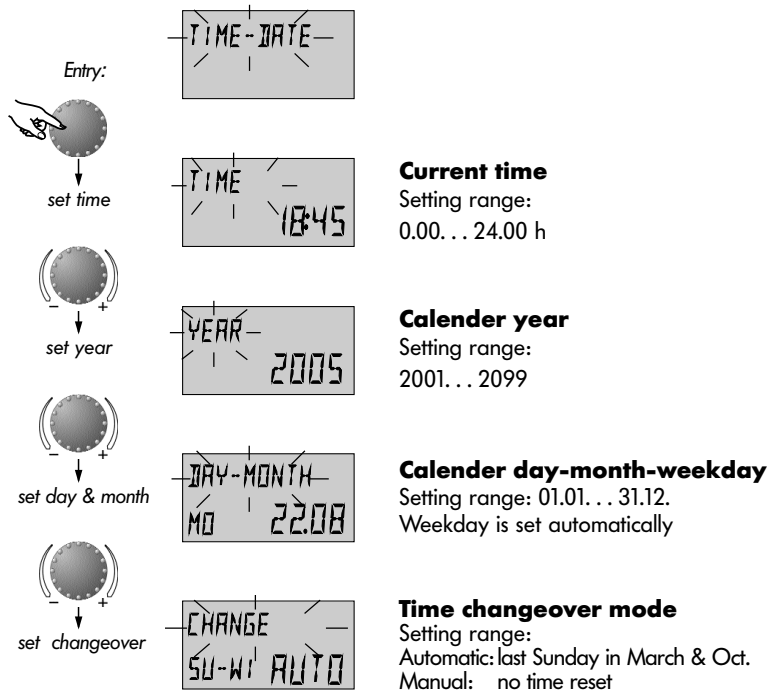 TIME-DATE
Entry:
set time
TIME
18:45
Current time
Setting range:
0.00. . . 24.00 h
– +
set year
YEAR
2005
Calender year
Setting range:
2001. . . 2099
– +
set day & month
DAY-MONTH
MO 22.08
Calender day-month-weekday
Setting range: 01.01. . . 31.12.
Weekday is set automatically
– +
set changeover
CHANGE
SU-WI AUTO
Time changeover mode
Setting range:
Automatic: last Sunday in March & Oct.
Manual: no time reset